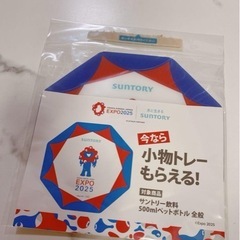 SUNTORY
EXPO2025
SUNTORY
今なら
小物トレー
もらえる!
EXPO
2025
対象商品
サントリー飲料
500mlペットボトル 全般
©Expo 2025